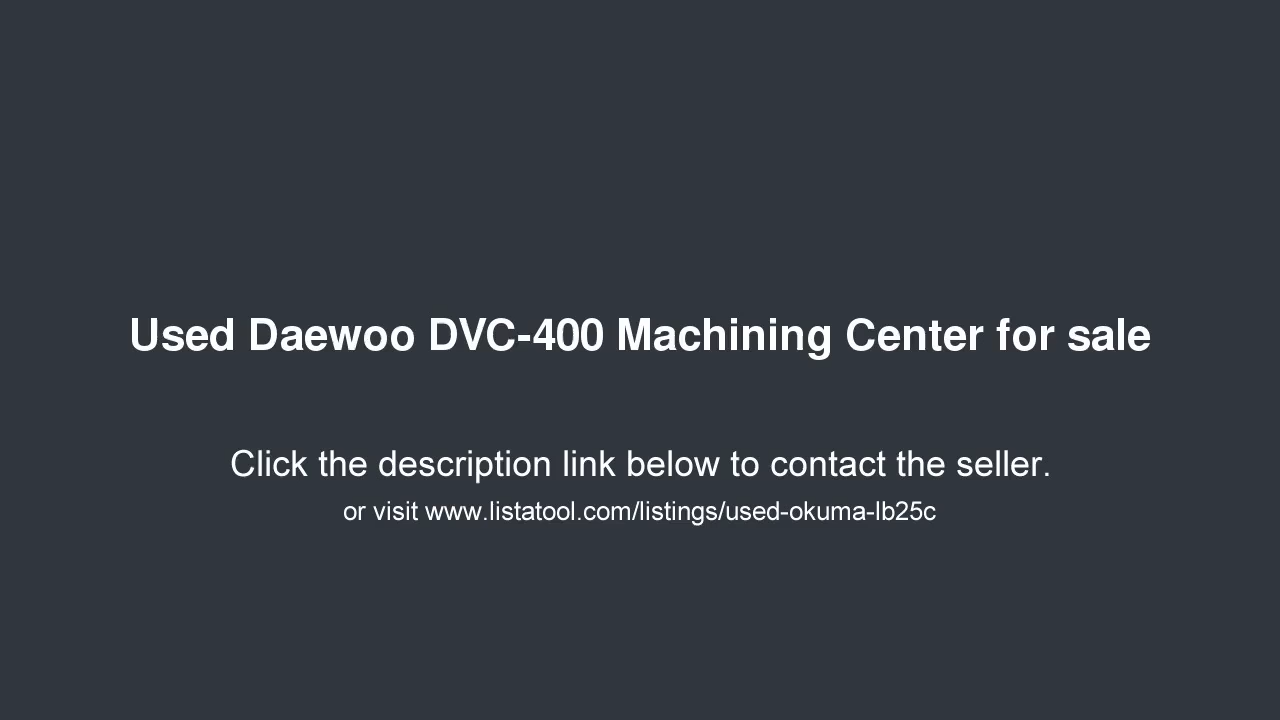 Used Daewoo DVC-400 Machining Center for sale
Click the description link below to contact the seller.
or visit www.listatool.com/listings/used-okuma-lb25c